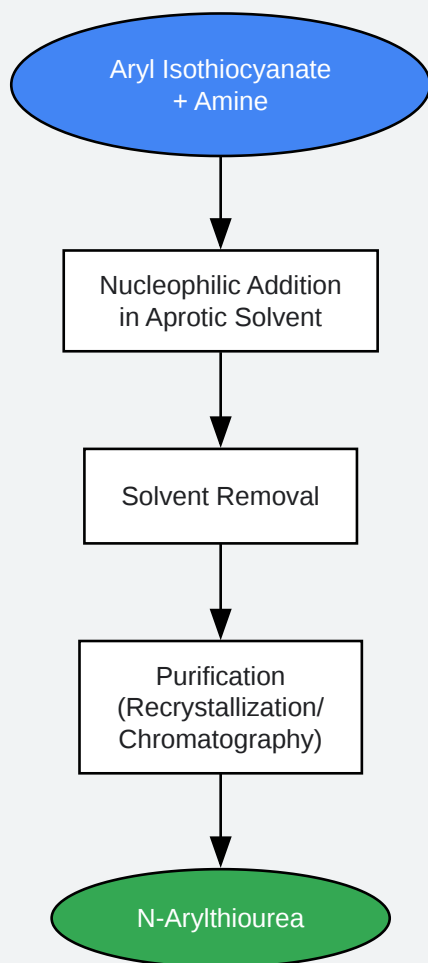 Aryl Isothiocyanate
+ Amine
Nucleophilic Addition
in Aprotic Solvent
Solvent Removal
Purification
(Recrystallization/
Chromatography)
N-Arylthiourea